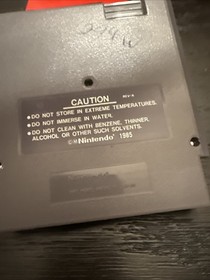 CAUTION
REV-A
•DO NOT STORE IN EXTREME TEMPERATURES.
•DO NOT IMMERSE IN WATER.
•DO NOT CLEAN WITH BENZENE, THINNER,
ALCOHOL OR OTHER SUCH SOLVENTS.
Nintendo® 1985